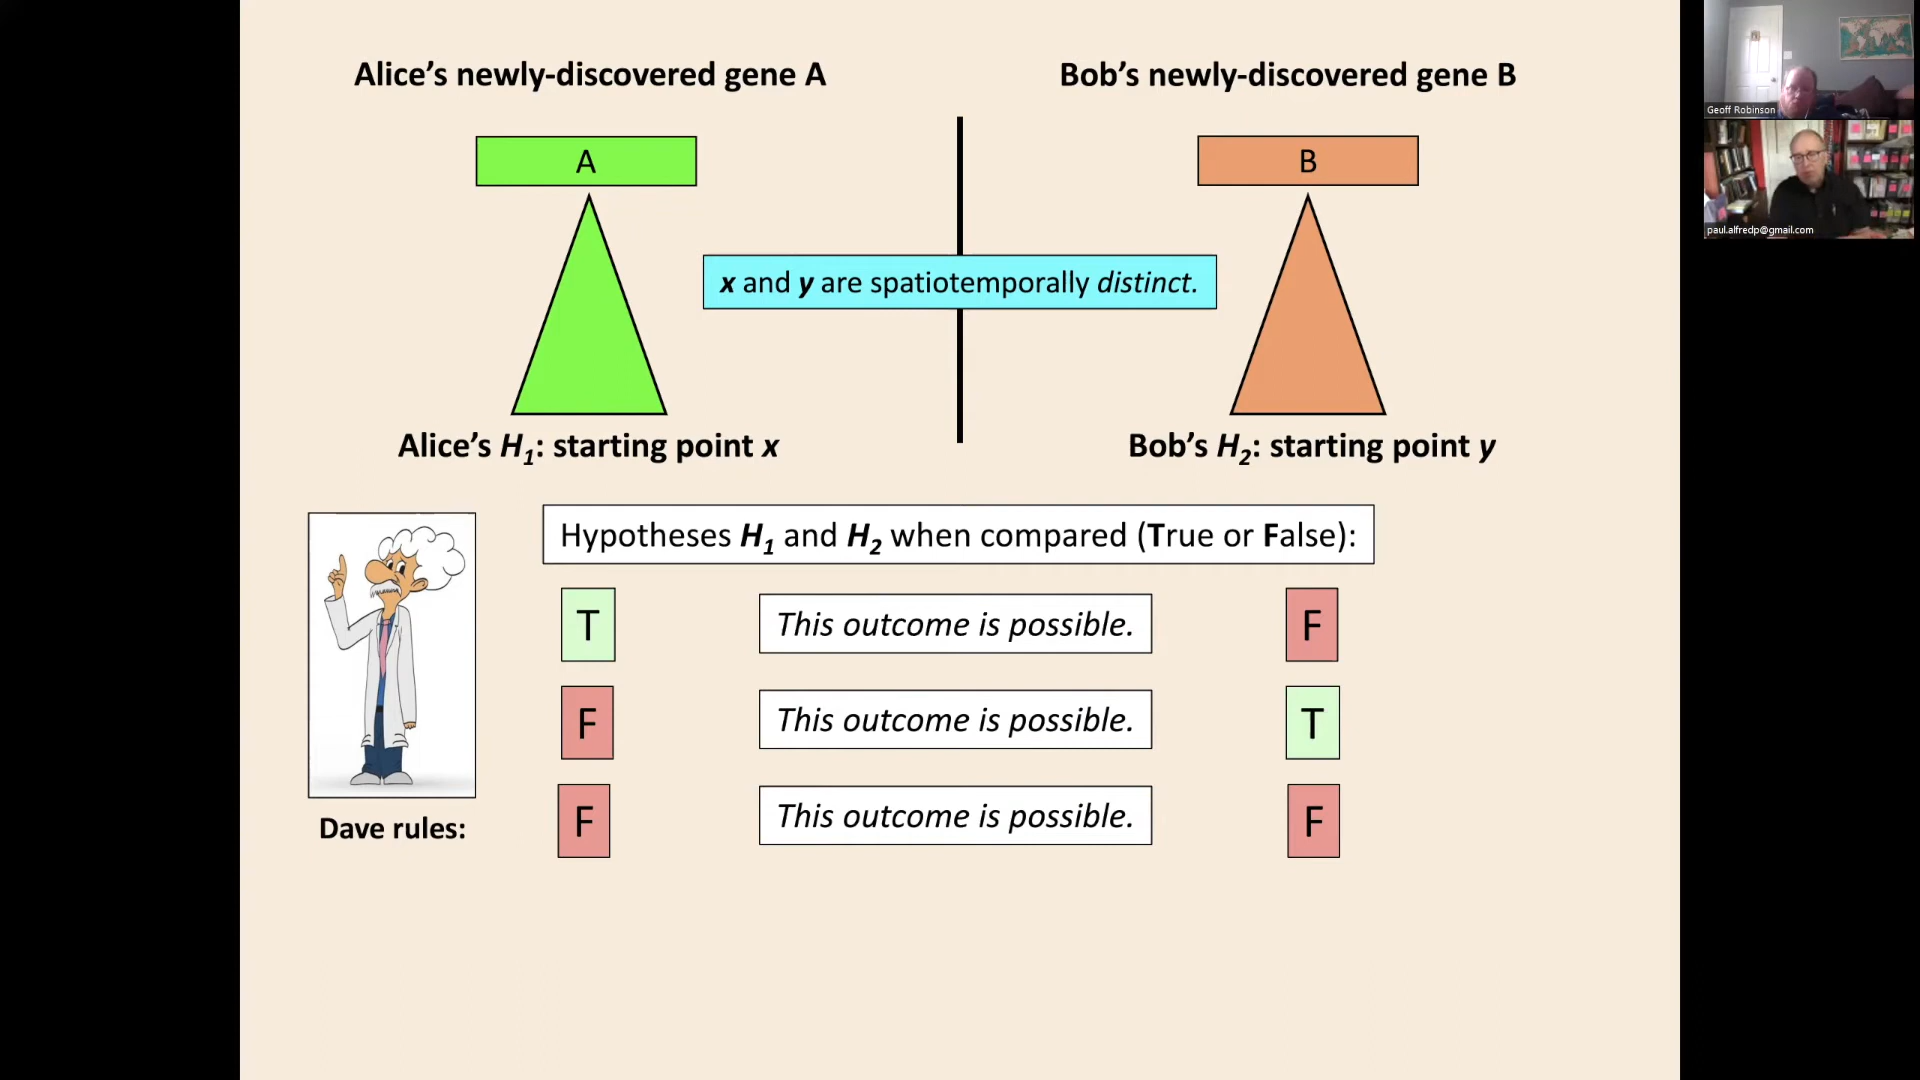 Alice's newly-discovered gene A
Bob's newly-discovered gene B
A
B
x and y are spatiotemporally distinct.
Alice's H1: starting point x
Bob's H2: starting point y
Hypotheses H1 and H2 when compared (True or False):
T
This outcome is possible.
F
F
This outcome is possible.
T
F
This outcome is possible.
F
Dave rules:
Geoff Robinson
paul.alfredp@gmail.com